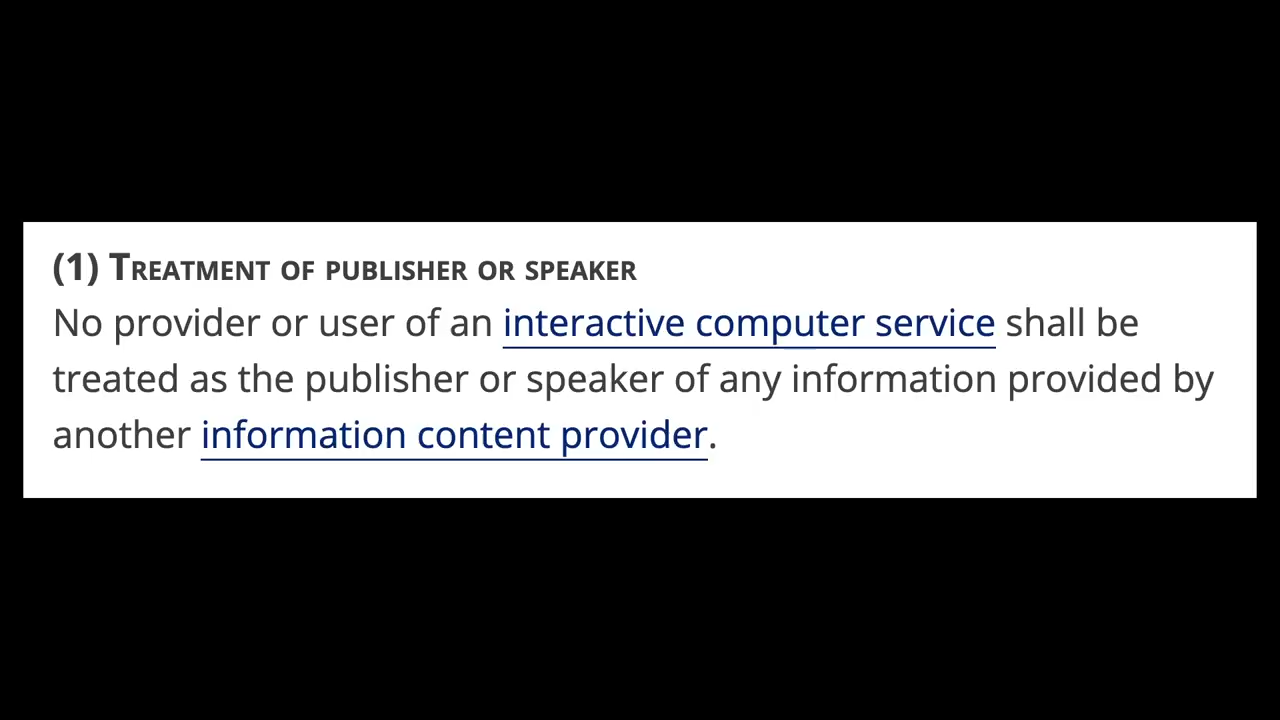 (1) Treatment of publisher or speaker
No provider or user of an interactive computer service shall be
treated as the publisher or speaker of any information provided by
another information content provider.